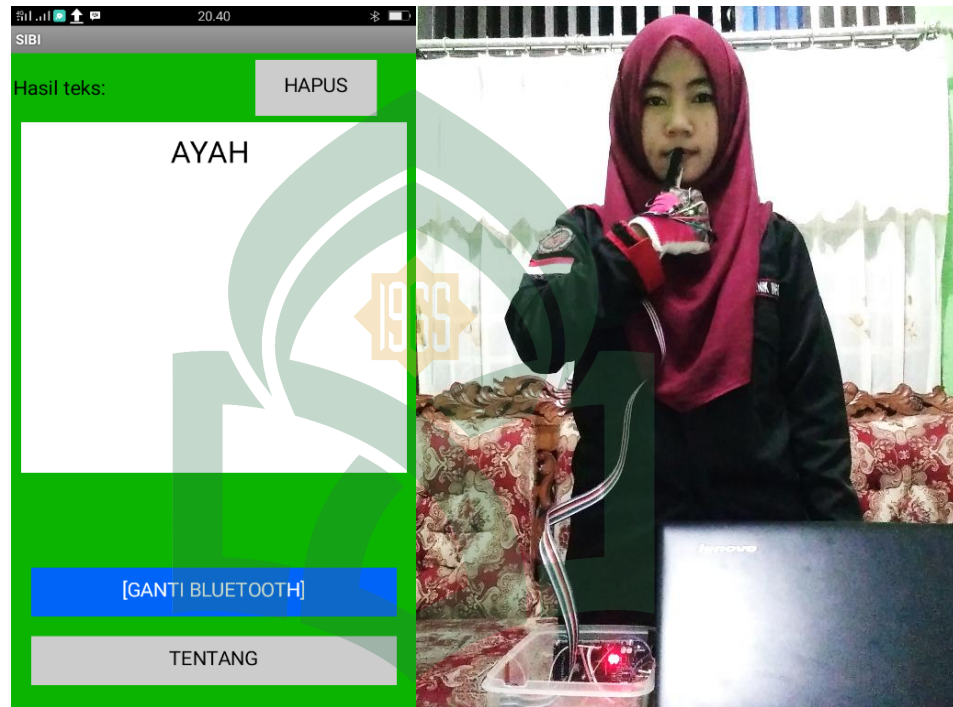 20.40
SIBI
Hasil teks:
HAPUS
AYAH
[GANTI BLUETOOTH]
TENTANG
1965
lenovo